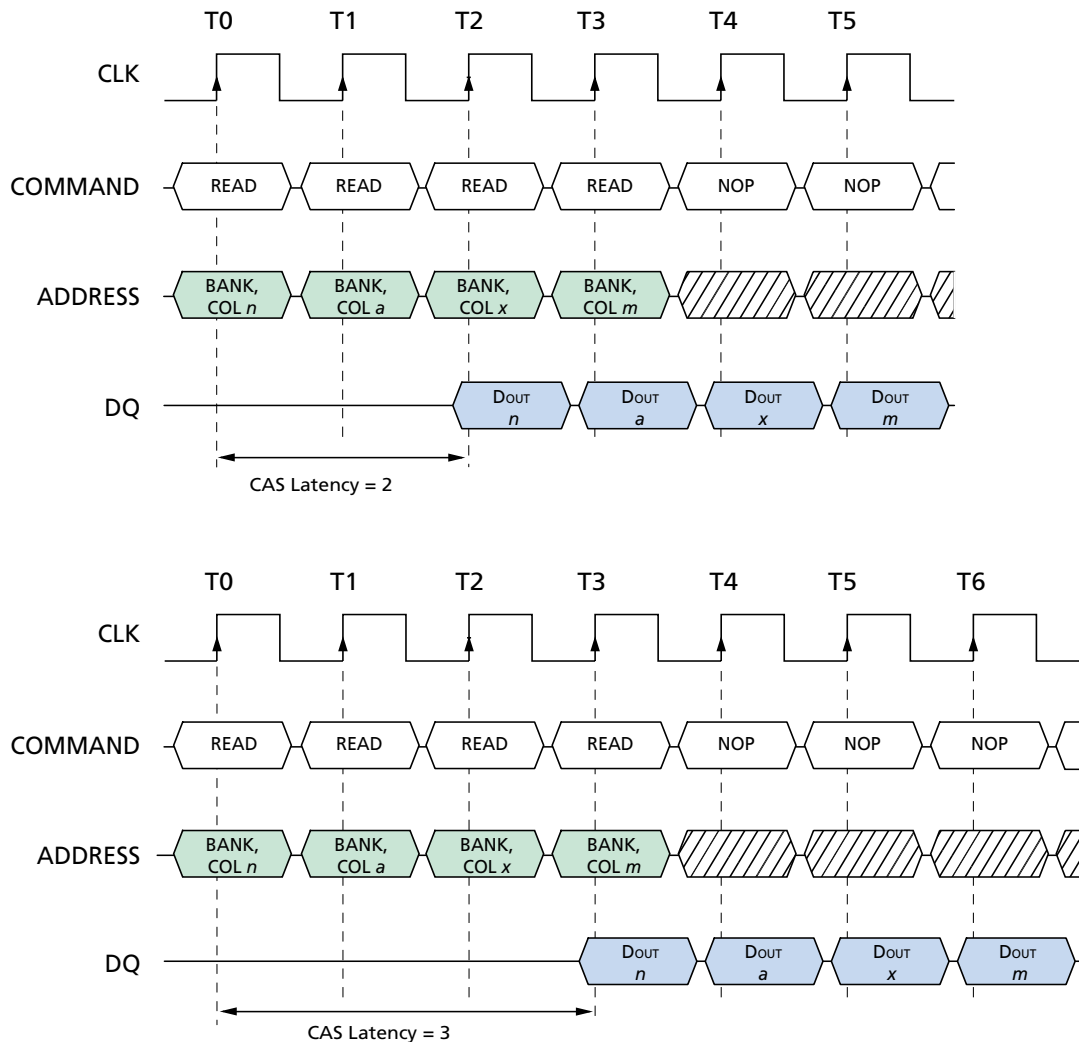 T0 T1 T2 T3 T4 T5
CLK
COMMAND READ READ READ READ NOP NOP
ADDRESS BANK, BANK, BANK, BANK,
COL n COL a COL x COL m
DQ DOUT DOUT DOUT DOUT
n a x m
CAS Latency = 2
T0 T1 T2 T3 T4 T5 T6
CLK
COMMAND READ READ READ READ NOP NOP NOP
ADDRESS BANK, BANK, BANK, BANK,
COL n COL a COL x COL m
DQ DOUT DOUT DOUT DOUT
n a x m
CAS Latency = 3